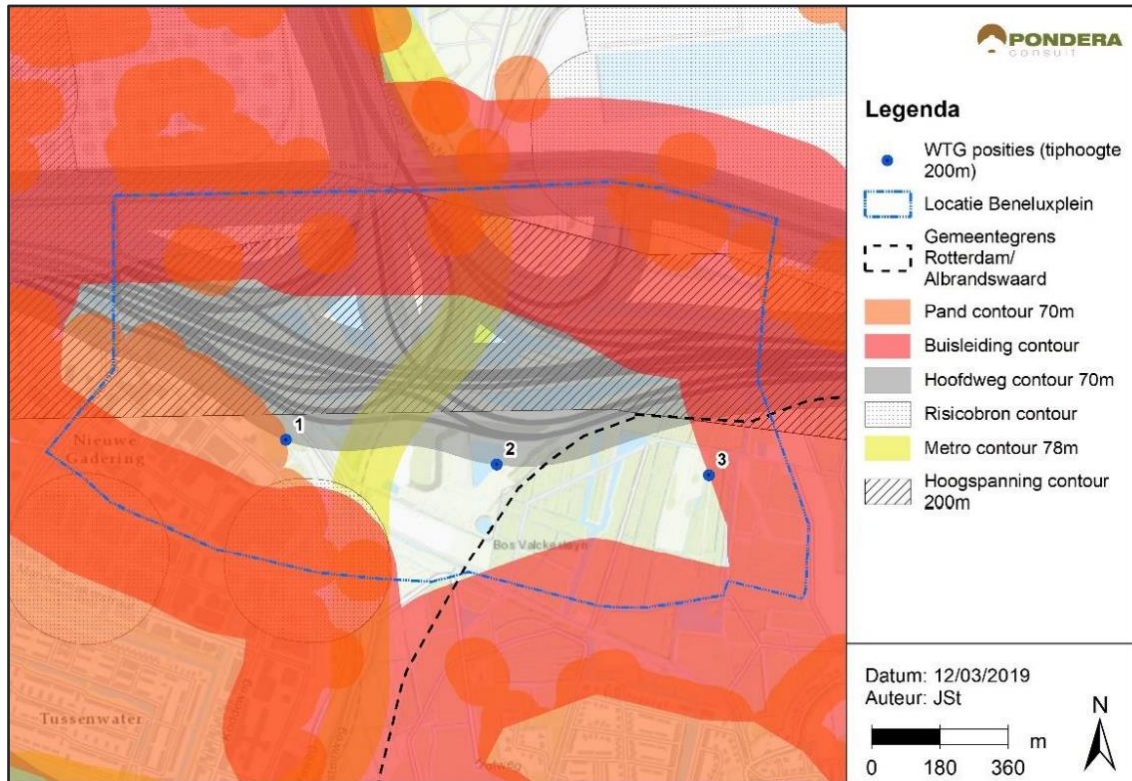 PONDERA
consult
Legenda
WTG posities (tiphoogte
200m)
Locatie Beneluxplein
Gemeentegrens
Rotterdam/
Albrandswaard
Pand contour 70m
Buisleiding contour
Hoofdweg contour 70m
Risicobron contour
Metro contour 78m
Hoogspanning contour
200m
1
2
3
Nieuwe
Gadering
Bos Valckesteyn
Tussenwater
Datum: 12/03/2019
Auteur: JSt
N
m
0 180 360